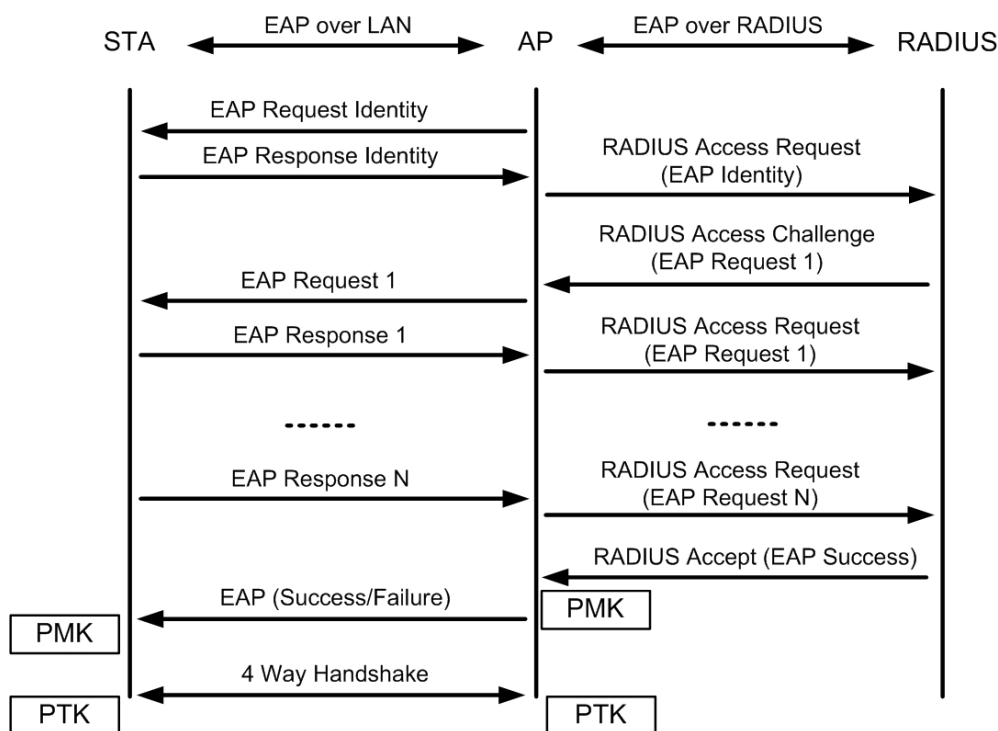 EAP over LAN
EAP over RADIUS
STA
AP
RADIUS
EAP Request Identity
EAP Response Identity
RADIUS Access Request
(EAP Identity)
RADIUS Access Challenge
(EAP Request 1)
EAP Request 1
EAP Response 1
RADIUS Access Request
(EAP Request 1)
EAP Response N
RADIUS Access Request
(EAP Request N)
RADIUS Accept (EAP Success)
EAP (Success/Failure)
PMK
PMK
4 Way Handshake
PTK
PTK